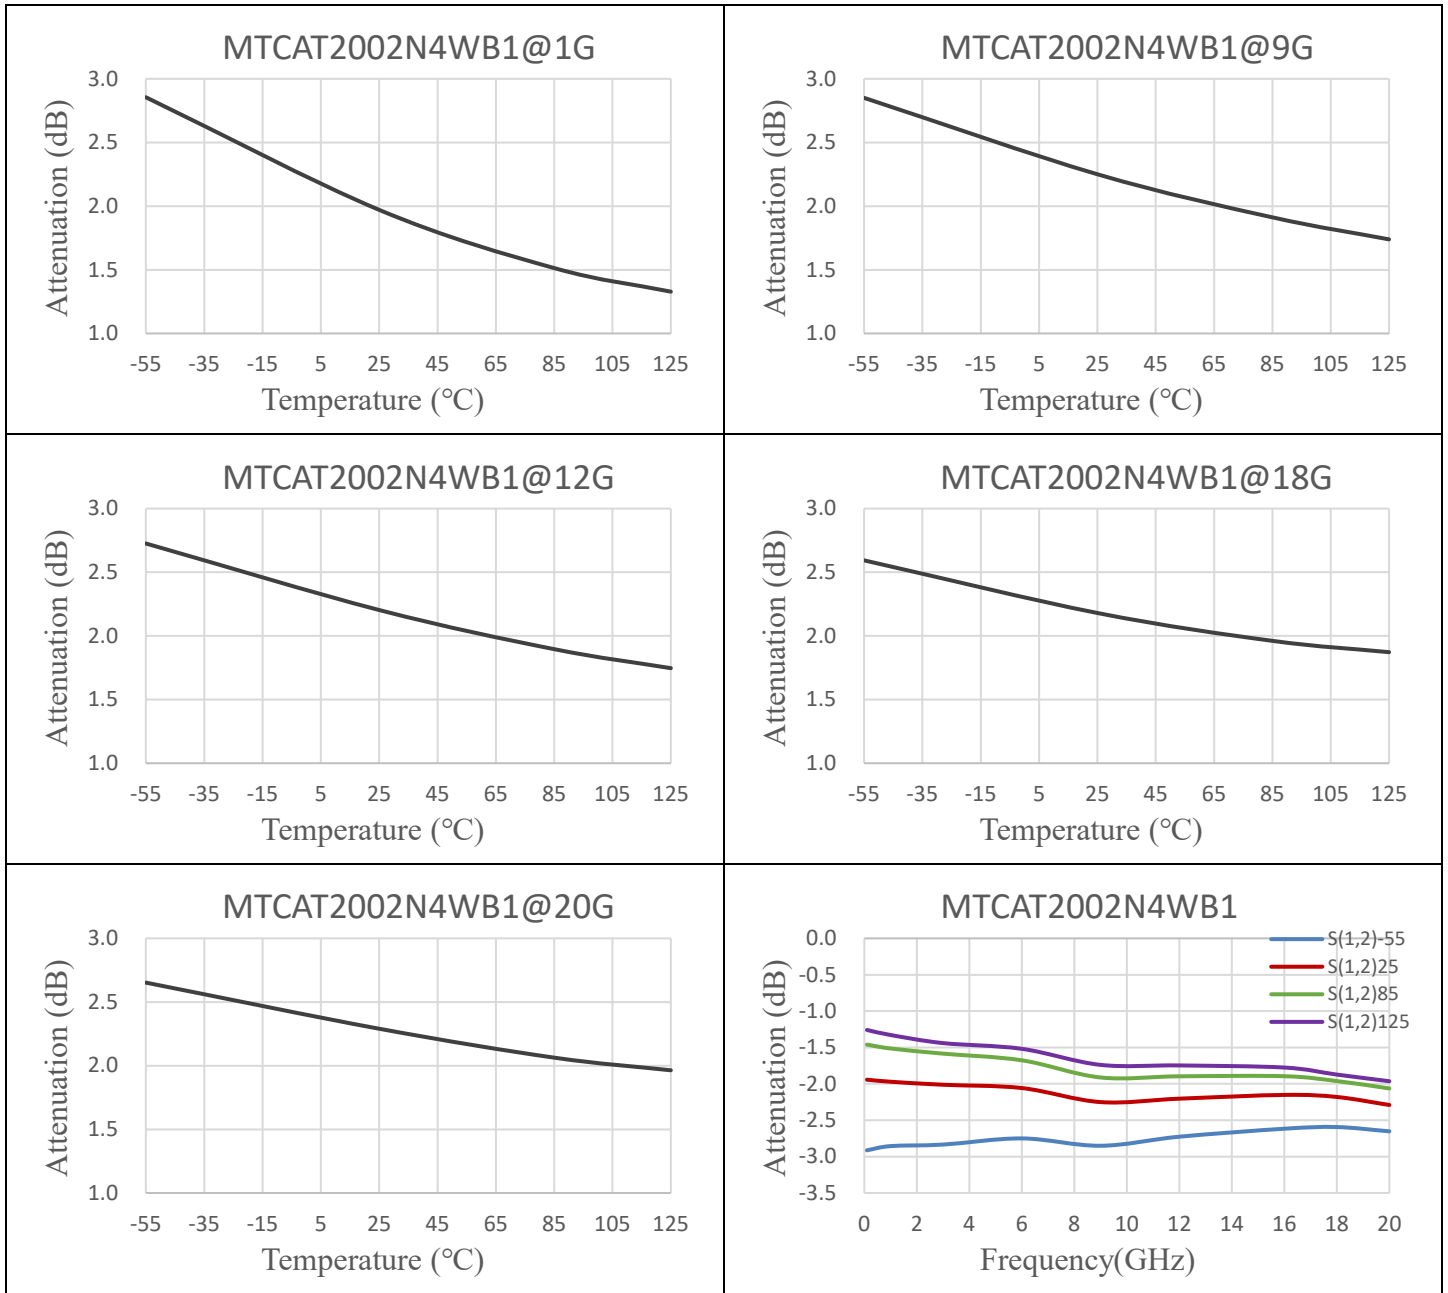 MTCAT2002N4WB1@1G
Attenuation (dB)
3.0
2.5
2.0
1.5
1.0
-55 -35 -15 5 25 45 65 85 105 125
Temperature (℃)
MTCAT2002N4WB1@9G
Attenuation (dB)
3.0
2.5
2.0
1.5
1.0
-55 -35 -15 5 25 45 65 85 105 125
Temperature (℃)
MTCAT2002N4WB1@12G
Attenuation (dB)
3.0
2.5
2.0
1.5
1.0
-55 -35 -15 5 25 45 65 85 105 125
Temperature (℃)
MTCAT2002N4WB1@18G
Attenuation (dB)
3.0
2.5
2.0
1.5
1.0
-55 -35 -15 5 25 45 65 85 105 125
Temperature (℃)
MTCAT2002N4WB1@20G
Attenuation (dB)
3.0
2.5
2.0
1.5
1.0
-55 -35 -15 5 25 45 65 85 105 125
Temperature (℃)
MTCAT2002N4WB1
Attenuation (dB)
0.0
-0.5
-1.0
-1.5
-2.0
-2.5
-3.0
-3.5
S(1,2)-55
S(1,2)25
S(1,2)85
S(1,2)125
0 2 4 6 8 10 12 14 16 18 20
Frequency(GHz)